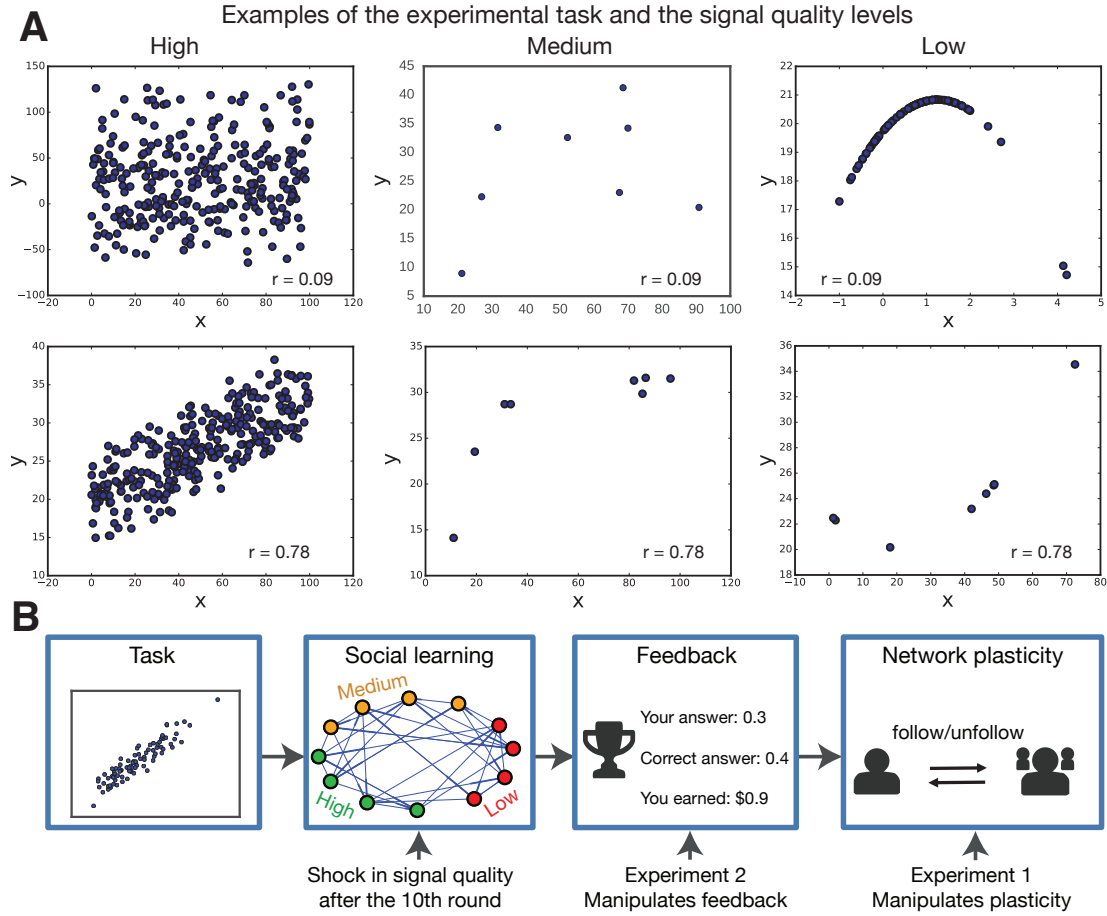 Examples of the experimental task and the signal quality levels
A
High
Medium
Low
150
100
50
0
−50
−100
y
−20 0 20 40 60 80 100 120
x
r = 0.09
45
40
35
30
25
20
15
10
5
y
10 20 30 40 50 60 70 80 90 100
x
r = 0.09
22
21
20
19
18
17
16
15
14
y
−2 −1 0 1 2 3 4 5
x
r = 0.09
40
35
30
25
20
15
10
y
−20 0 20 40 60 80 100 120
x
r = 0.78
35
30
25
20
15
10
y
0 20 40 60 80 100 120
x
r = 0.78
36
34
32
30
28
26
24
22
20
18
y
−10 0 10 20 30 40 50 60 70 80
x
r = 0.78
B
Task
Social learning
Medium
High
Low
Shock in signal quality
after the 10th round
Feedback
Your answer: 0.3
Correct answer: 0.4
You earned: $0.9
Experiment 2
Manipulates feedback
Network plasticity
follow/unfollow
Experiment 1
Manipulates plasticity